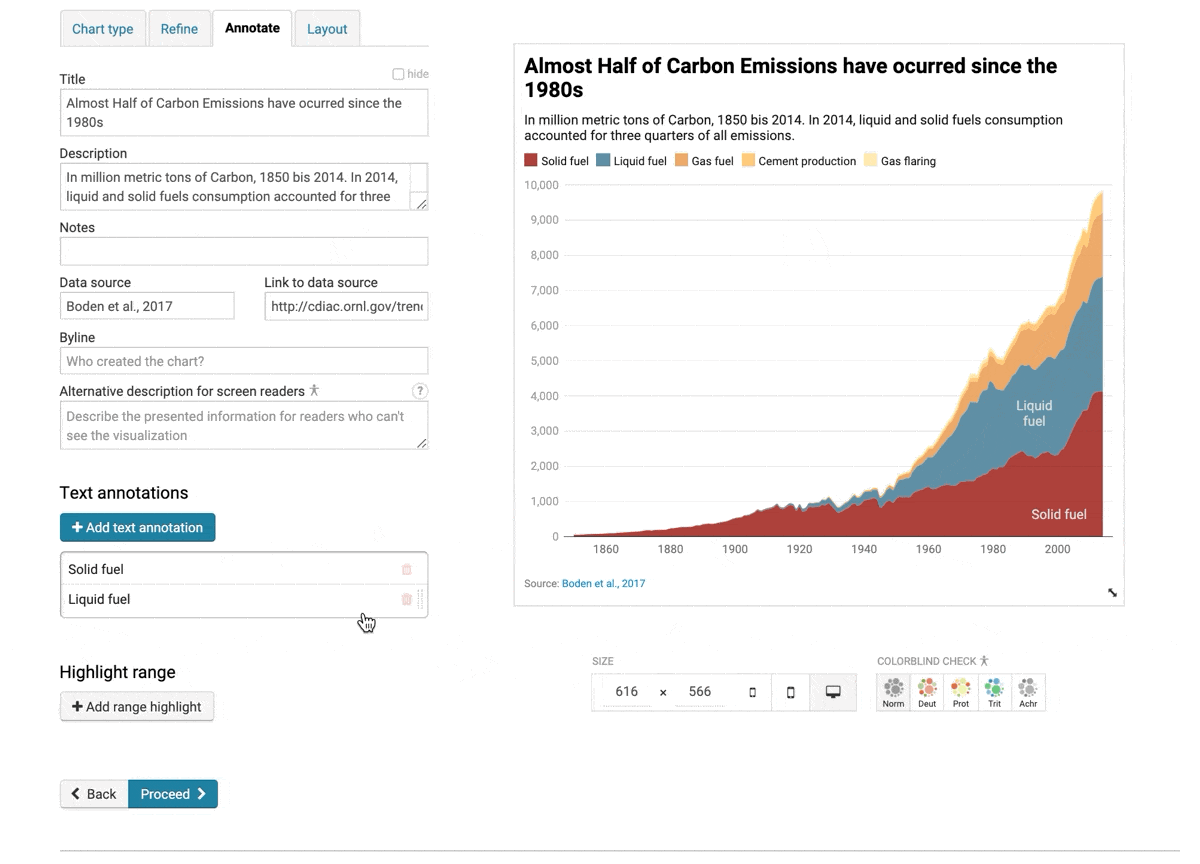 Chart type Refine Annotate Layout
Title hide
Almost Half of Carbon Emissions have ocurred since the
1980s
Description
In million metric tons of Carbon, 1850 bis 2014. In 2014,
liquid and solid fuels consumption accounted for three
Notes
Data source Link to data source
Boden et al., 2017 http://cdiac.ornl.gov/tren
Byline
Who created the chart?
Alternative description for screen readers ?
Describe the presented information for readers who can't
see the visualization
Text annotations
+ Add text annotation
Solid fuel
Liquid fuel
Highlight range
+ Add range highlight
Back Proceed
Almost Half of Carbon Emissions have ocurred since the
1980s
In million metric tons of Carbon, 1850 bis 2014. In 2014, liquid and solid fuels consumption
accounted for three quarters of all emissions.
Solid fuel Liquid fuel Gas fuel Cement production Gas flaring
10,000
9,000
8,000
7,000
6,000
5,000
4,000
3,000
2,000
1,000
0
Liquid
fuel
Solid fuel
1860 1880 1900 1920 1940 1960 1980 2000
Source: Boden et al., 2017
SIZE
616 × 566
COLORBLIND CHECK
Norm Deut Prot Trit Achr